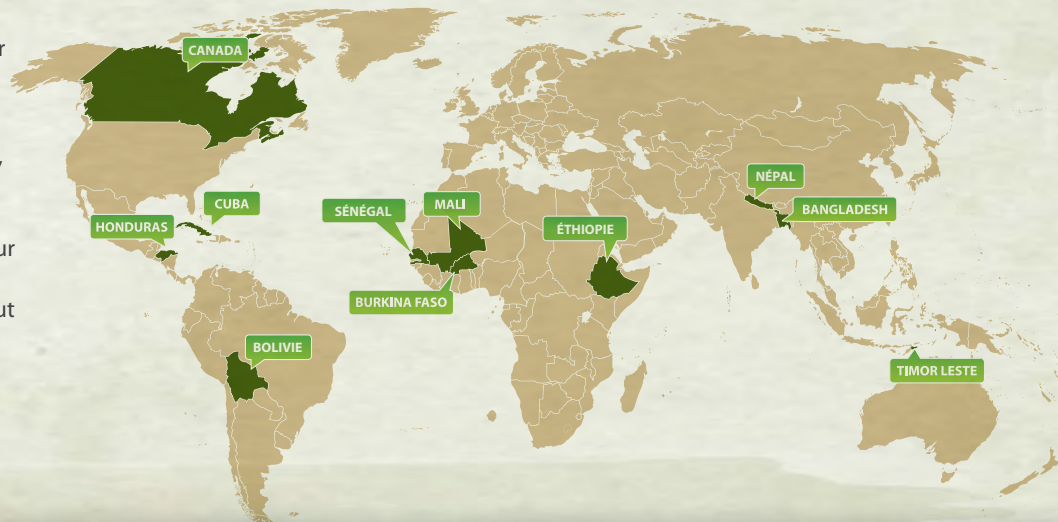 CANADA
CUBA
HONDURAS
SÉNÉGAL
MALI
ÉTHIOPIE
NÉPAL
BANGLADESH
BURKINA FASO
BOLIVIE
TIMOR LESTE